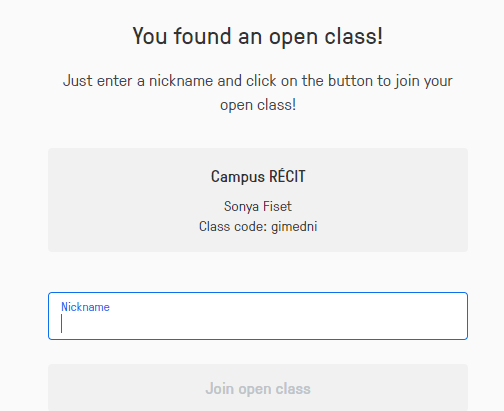 You found an open class!
Just enter a nickname and click on the button to join your
open class!
Campus RÉCIT
Sonya Fiset
Class code: gimedni
Nickname
Join open class